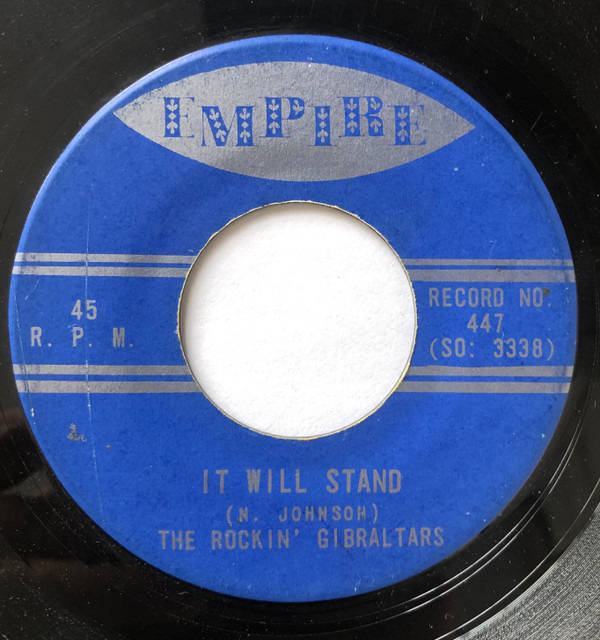 EMPIRE
45
R. P. M.
RECORD NO.
447
(SO: 3338)
IT WILL STAND
(N. JOHNSON)
THE ROCKIN' GIBRALTARS